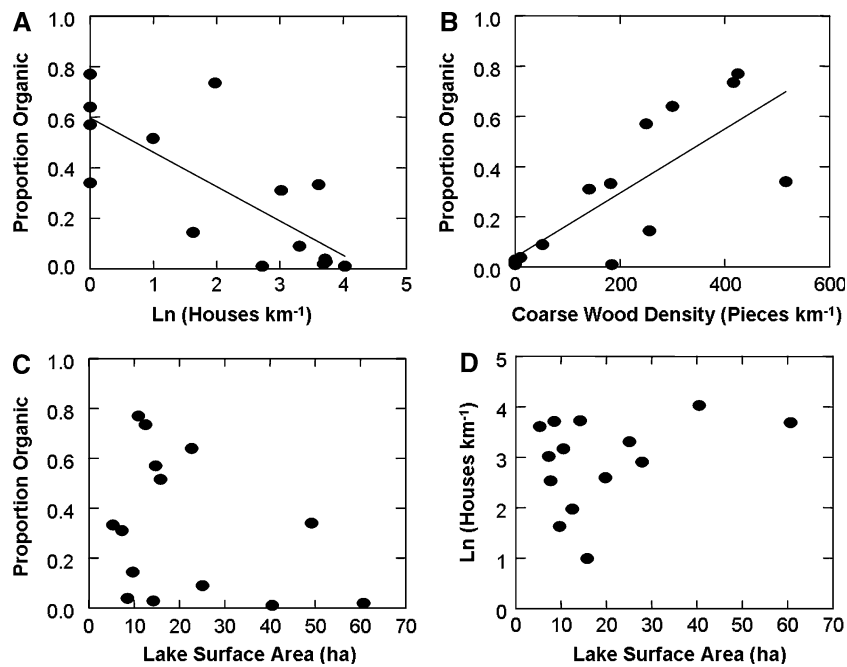 A
Proportion Organic
1.0
0.8
0.6
0.4
0.2
0.0
0 1 2 3 4 5
Ln (Houses km⁻¹)
B
Proportion Organic
1.0
0.8
0.6
0.4
0.2
0.0
0 200 400 600
Coarse Wood Density (Pieces km⁻¹)
C
Proportion Organic
1.0
0.8
0.6
0.4
0.2
0.0
0 10 20 30 40 50 60 70
Lake Surface Area (ha)
D
Ln (Houses km⁻¹)
5
4
3
2
1
0
0 10 20 30 40 50 60 70
Lake Surface Area (ha)